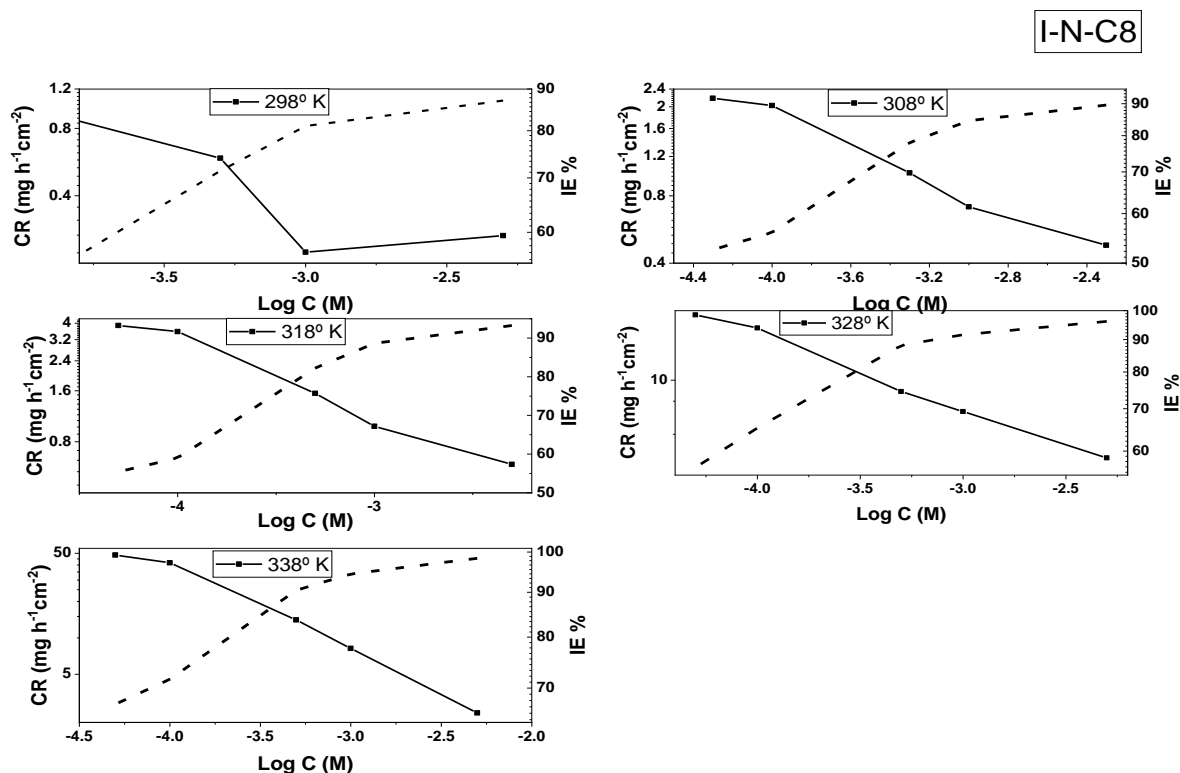 I-N-C8
298º K
CR (mg h-1cm-2)
1.2
0.8
0.4
IE %
90
80
70
60
-3.5
-3.0
-2.5
Log C (M)
308º K
CR (mg h-1cm-2)
2.4
2
1.6
1.2
0.8
0.4
IE %
90
80
70
60
50
-4.4
-4.0
-3.6
-3.2
-2.8
-2.4
Log C (M)
318º K
CR (mg h-1cm-2)
4
3.2
2.4
1.6
0.8
IE %
90
80
70
60
50
-4
-3
Log C (M)
328º K
CR (mg h-1cm-2)
10
IE %
100
90
80
70
60
-4.0
-3.5
-3.0
-2.5
Log C (M)
338º K
CR (mg h-1cm-2)
50
5
IE %
100
90
80
70
-4.5
-4.0
-3.5
-3.0
-2.5
-2.0
Log C (M)